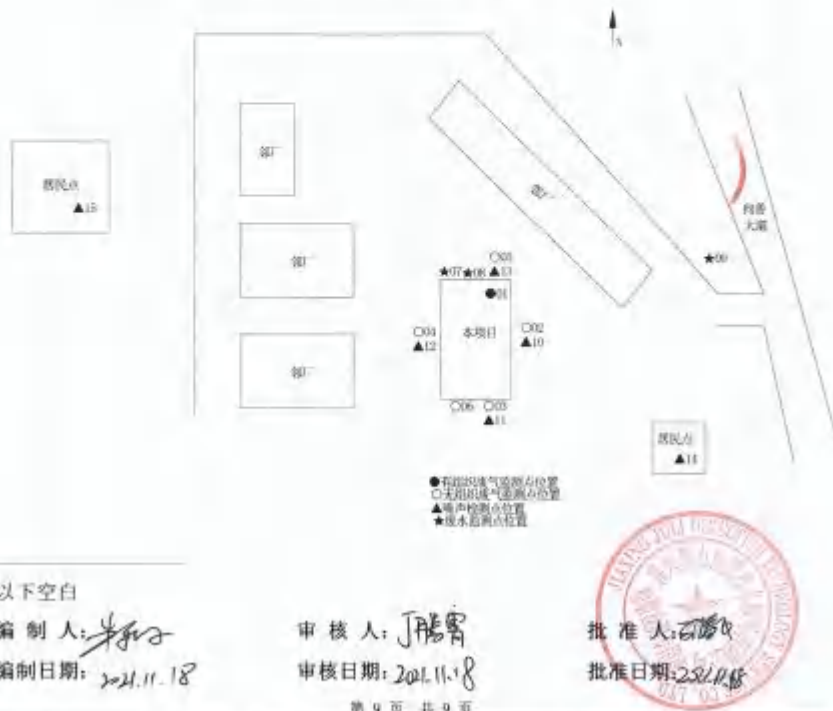 N
邻厂
居民点
▲15
邻厂
向善
大道
★09
邻厂
○05
★07 ★08 ▲13
●01
○04
▲12
本项目
○02
▲10
邻厂
○06 ○03
▲11
居民点
▲14
●有组织废气监测点位置
○无组织废气监测点位置
▲噪声检测点位置
★废水监测点位置
以下空白
编制人:
审核人:
批准人:
编制日期: 2021.11.18
审核日期: 2021.11.18
批准日期:
第 9 页 共 9 页